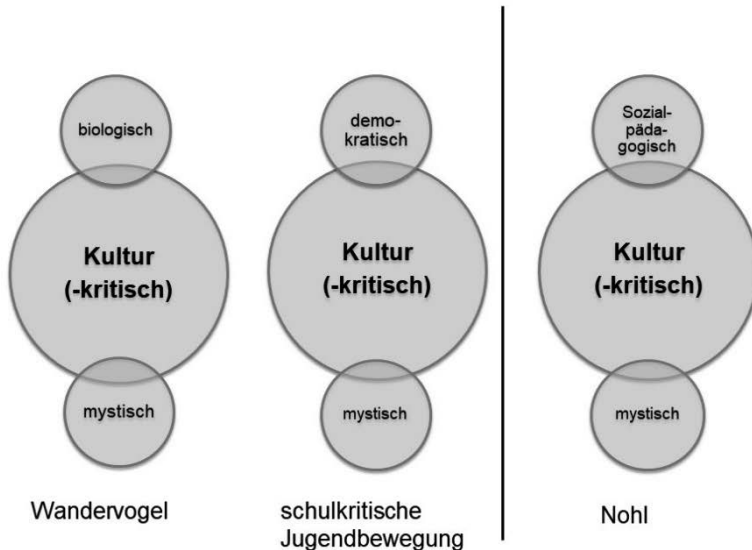 biologisch
Kultur
(-kritisch)
mystisch
Wandervogel
demo-
kratisch
Kultur
(-kritisch)
mystisch
schulkritische
Jugendbewegung
Sozial-
päda-
gogisch
Kultur
(-kritisch)
mystisch
Nohl